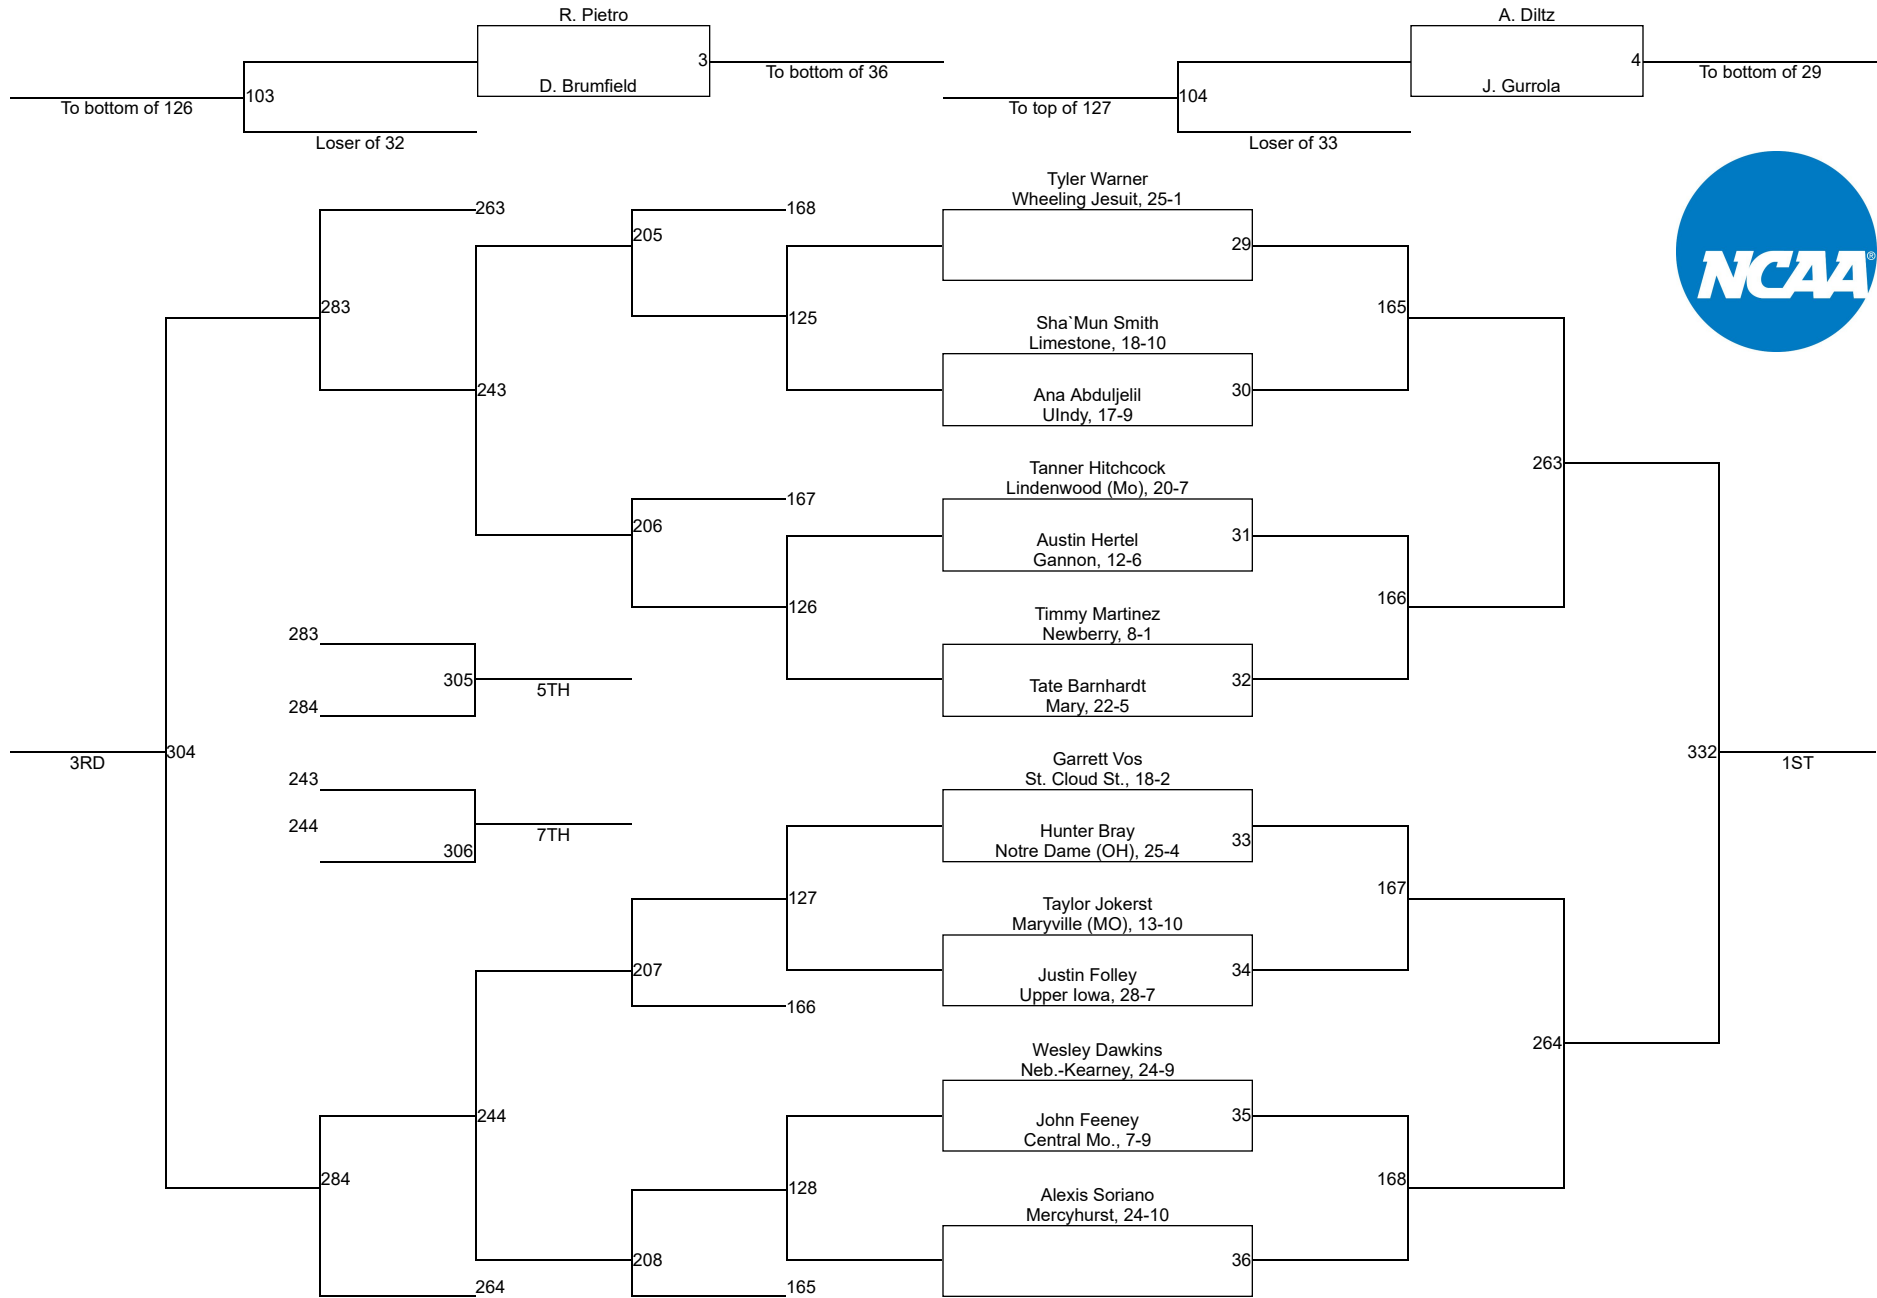 R. Pietro
3
D. Brumfield
To bottom of 36
103
To bottom of 126
Loser of 32
A. Diltz
4
J. Gurrola
To bottom of 29
104
To top of 127
Loser of 33
NCAA®
Tyler Warner
Wheeling Jesuit, 25-1
29
Sha`Mun Smith
Limestone, 18-10
Ana Abduljelil
UIndy, 17-9
30
Tanner Hitchcock
Lindenwood (Mo), 20-7
Austin Hertel
Gannon, 12-6
31
Timmy Martinez
Newberry, 8-1
Tate Barnhardt
Mary, 22-5
32
Garrett Vos
St. Cloud St., 18-2
Hunter Bray
Notre Dame (OH), 25-4
33
Taylor Jokerst
Maryville (MO), 13-10
Justin Folley
Upper Iowa, 28-7
34
Wesley Dawkins
Neb.-Kearney, 24-9
John Feeney
Central Mo., 7-9
35
Alexis Soriano
Mercyhurst, 24-10
36
165
166
167
168
263
264
332
1ST
263
168
205
125
283
243
167
206
126
283
305
5TH
284
304
3RD
243
7TH
244
306
127
207
166
244
284
128
208
264
165